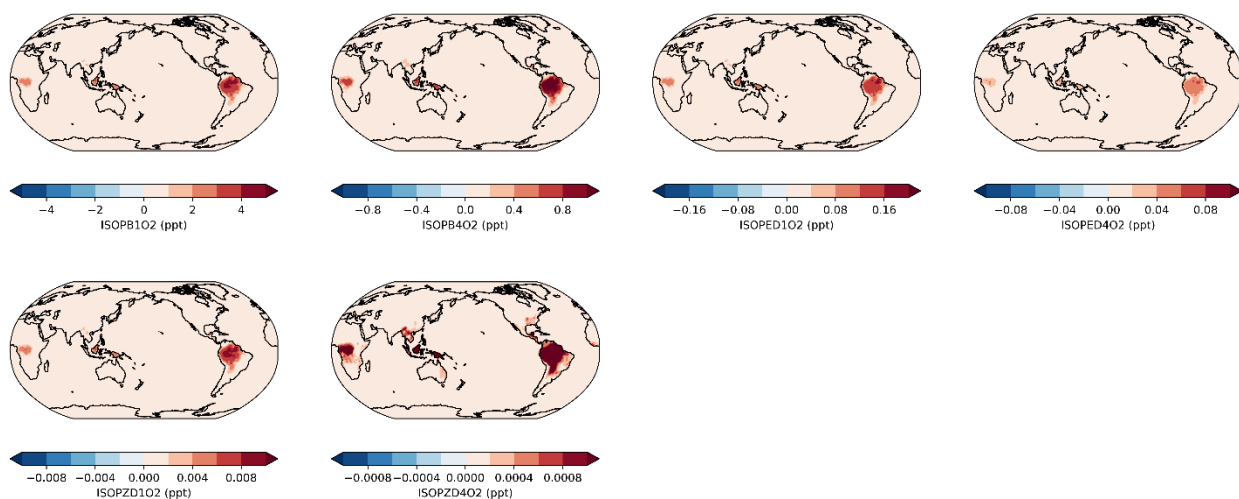 −4 −2 0 2 4
ISOPB1O2 (ppt)
−0.8 −0.4 0.0 0.4 0.8
ISOPB4O2 (ppt)
−0.16 −0.08 0.00 0.08 0.16
ISOPED1O2 (ppt)
−0.08 −0.04 0.00 0.04 0.08
ISOPED4O2 (ppt)
−0.008 −0.004 0.000 0.004 0.008
ISOPZD1O2 (ppt)
−0.0008 −0.0004 0.0000 0.0004 0.0008
ISOPZD4O2 (ppt)